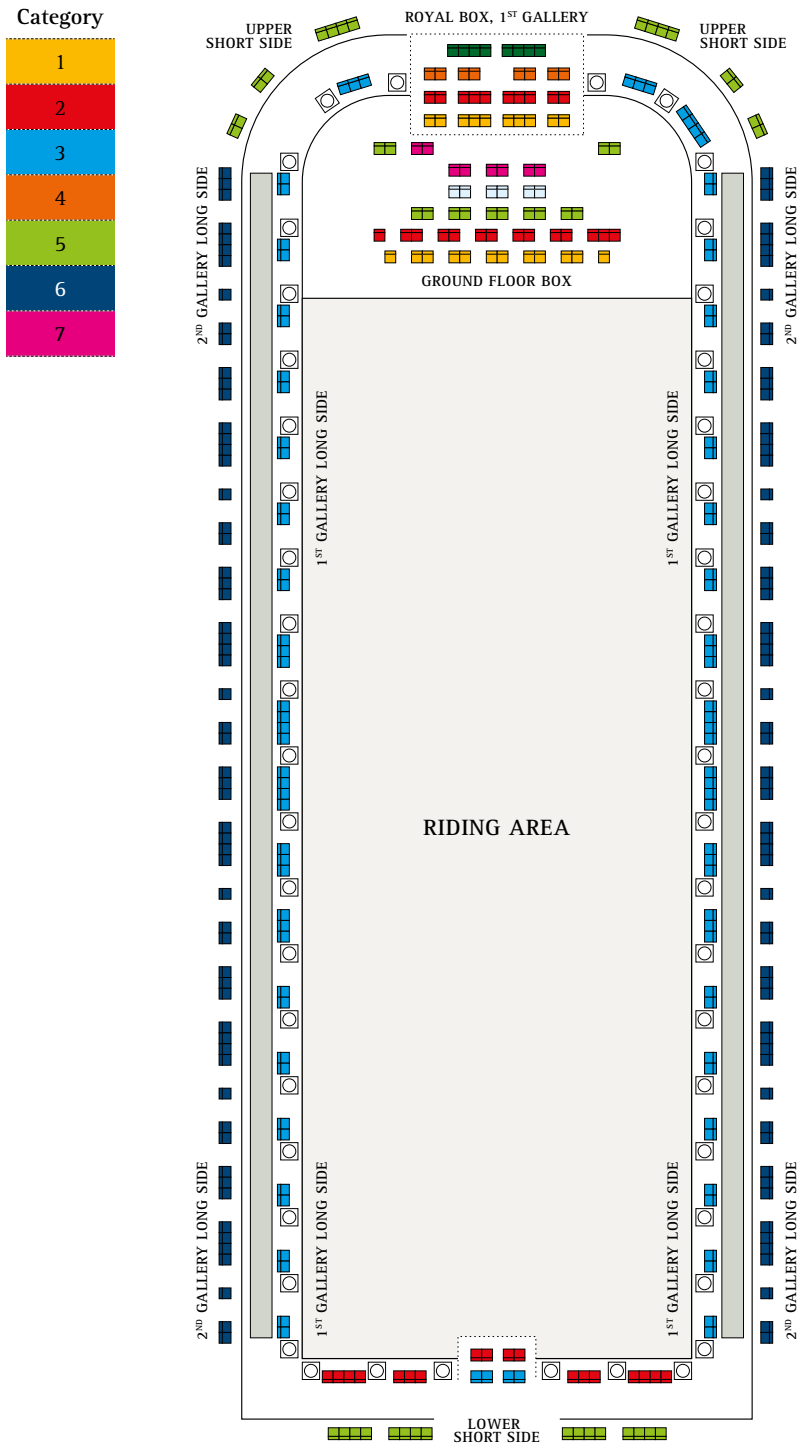 Category
1
2
3
4
5
6
7
ROYAL BOX, 1ST GALLERY
UPPER
SHORT SIDE
UPPER
SHORT SIDE
2ND GALLERY LONG SIDE
2ND GALLERY LONG SIDE
GROUND FLOOR BOX
1ST GALLERY LONG SIDE
1ST GALLERY LONG SIDE
RIDING AREA
2ND GALLERY LONG SIDE
1ST GALLERY LONG SIDE
1ST GALLERY LONG SIDE
2ND GALLERY LONG SIDE
LOWER
SHORT SIDE